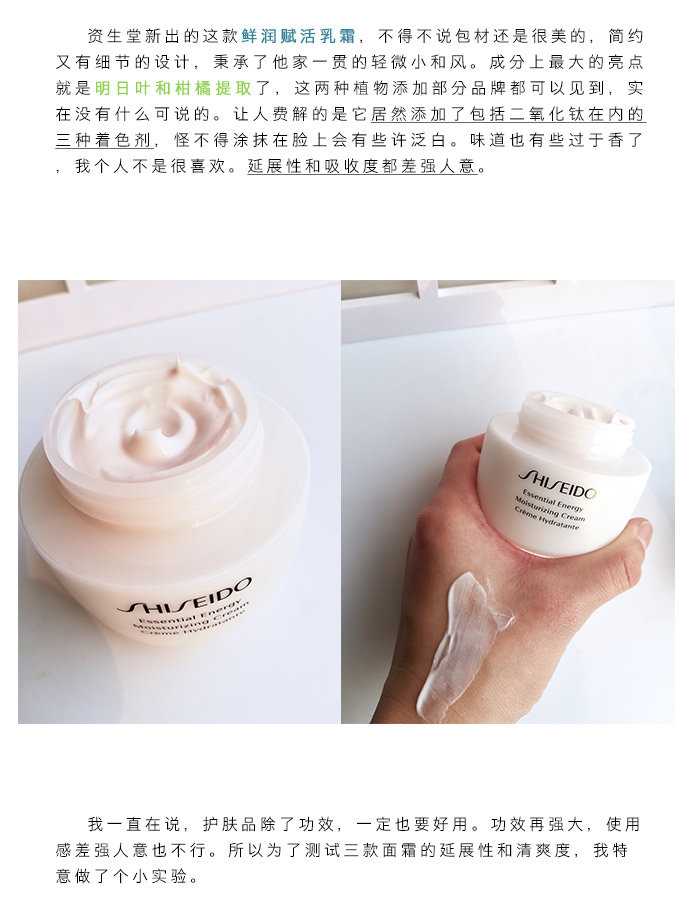 资生堂新出的这款鲜润赋活乳霜，不得不说包材还是很美的，简约
又有细节的设计，秉承了他家一贯的轻微小和风。成分上最大的亮点
就是明日叶和柑橘提取了，这两种植物添加部分品牌都可以见到，实
在没有什么可说的。让人费解的是它居然添加了包括二氧化钛在内的
三种着色剂，怪不得涂抹在脸上会有些许泛白。味道也有些过于香了
，我个人不是很喜欢。延展性和吸收度都差强人意。
SHISEIDO
Essential Energy
Moisturizing Cream
Crème Hydratante
SHISEIDO
Essential Energy
Moisturizing Cream
Crème Hydratante
我一直在说，护肤品除了功效，一定也要好用。功效再强大，使用
感差强人意也不行。所以为了测试三款面霜的延展性和清爽度，我特
意做了个小实验。